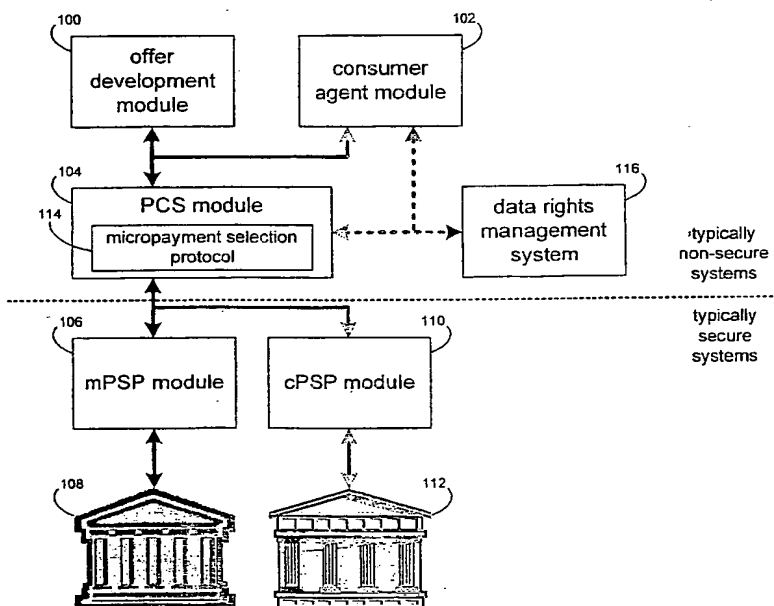 100
offer
development
module
102
consumer
agent module
104
PCS module
114
micropayment selection
protocol
116
data rights
management
system
typically
non-secure
systems
typically
secure
systems
106
mPSP module
110
cPSP module
108
112